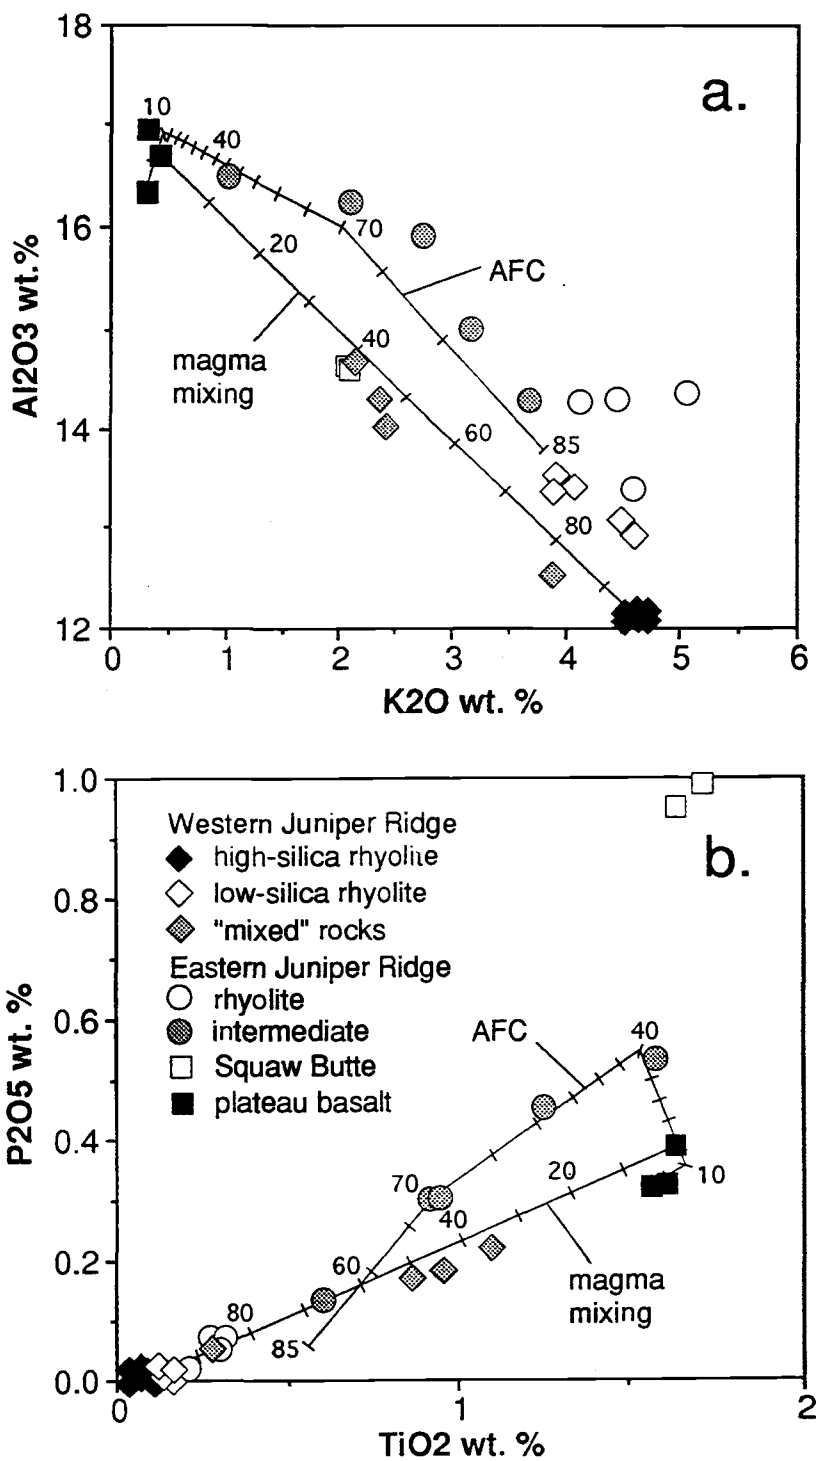 18
a.
10
40
16
70
20
AFC
Al2O3 wt.%
40
magma
mixing
14
60
85
80
12
0
1
2
3
4
5
6
K2O wt. %
1.0
Western Juniper Ridge
high-silica rhyolite
b.
0.8
low-silica rhyolite
"mixed" rocks
Eastern Juniper Ridge
rhyolite
0.6
intermediate
AFC
40
Squaw Butte
plateau basalt
P2O5 wt. %
0.4
70
20
10
40
0.2
60
magma
mixing
80
85
0.0
0
1
2
TiO2 wt. %